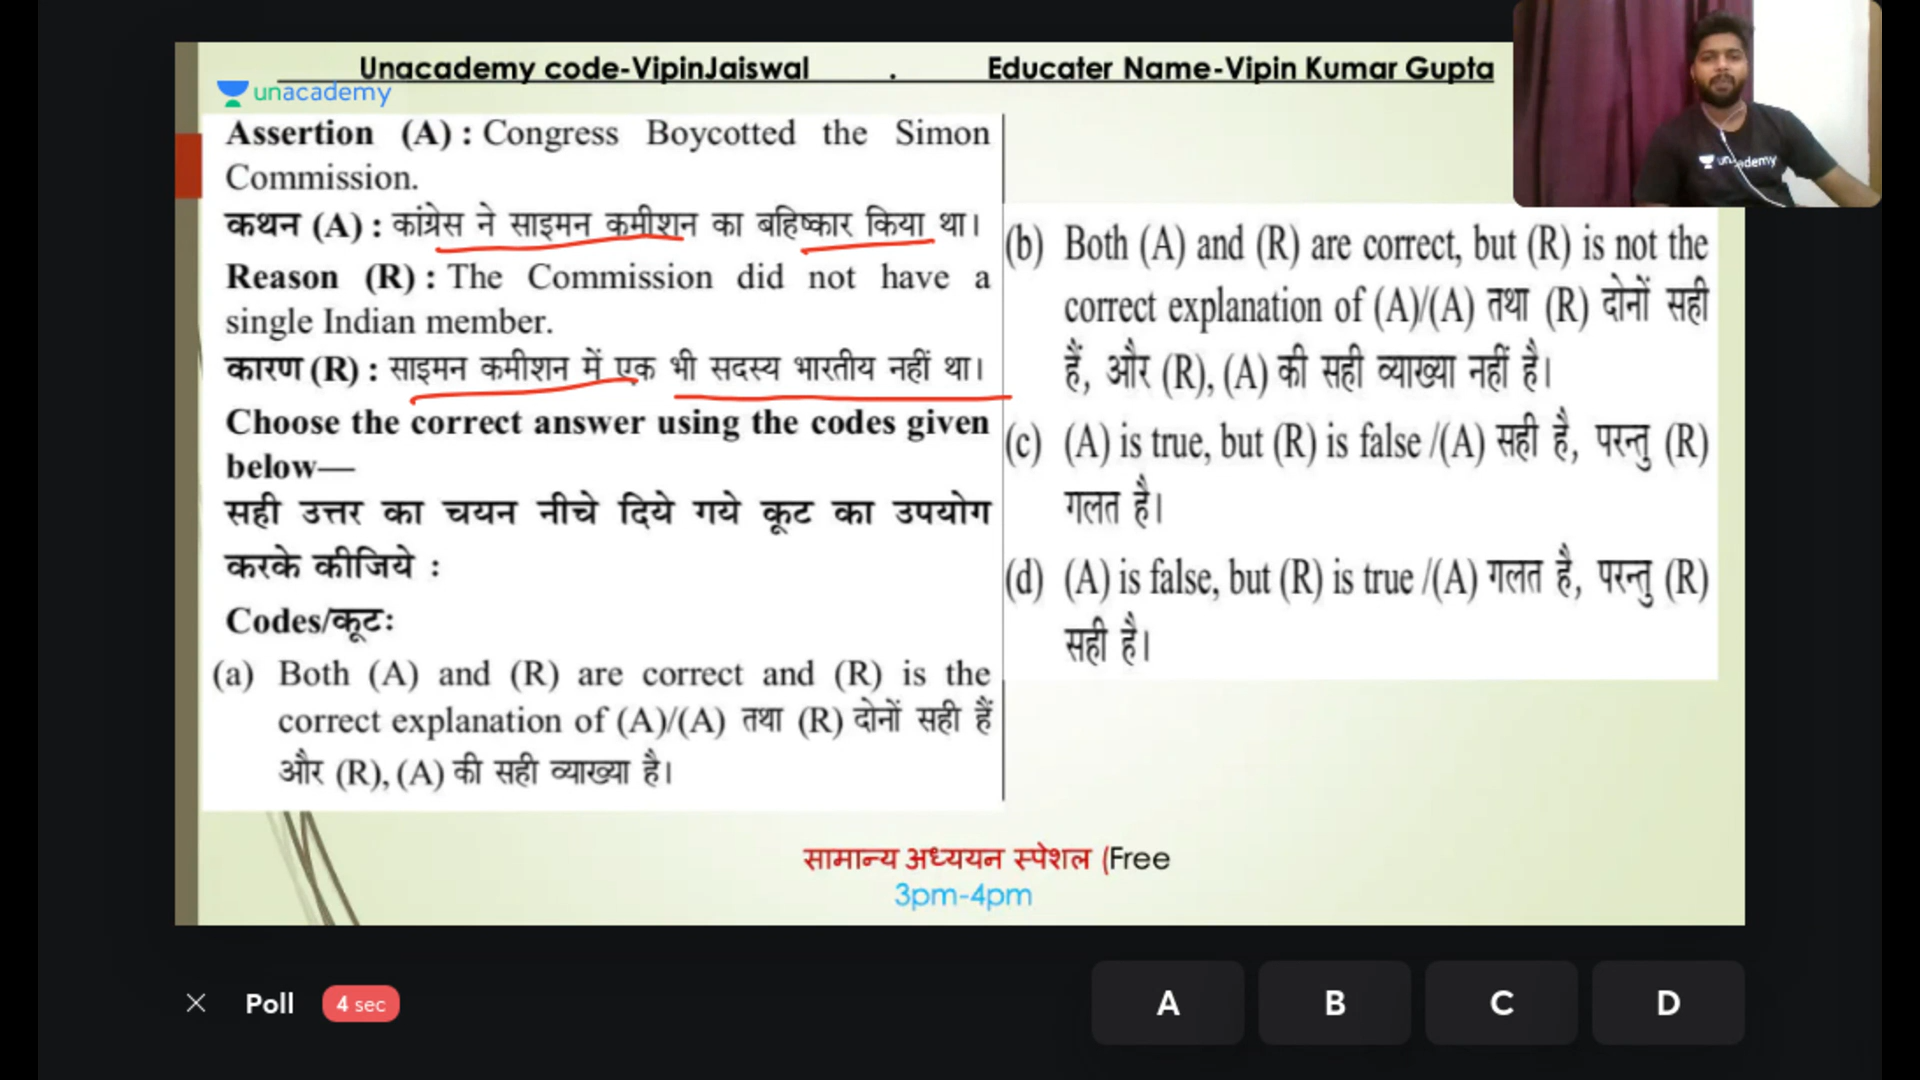 Unacademy code-VipinJaiswal . Educater Name-Vipin Kumar Gupta
unacademy
Assertion (A) : Congress Boycotted the Simon
Commission.
कथन (A) : कांग्रेस ने साइमन कमीशन का बहिष्कार किया था।
Reason (R) : The Commission did not have a
single Indian member.
कारण (R) : साइमन कमीशन में एक भी सदस्य भारतीय नहीं था।
Choose the correct answer using the codes given
below—
सही उत्तर का चयन नीचे दिये गये कूट का उपयोग
करके कीजिये :
Codes/कूटः
(a) Both (A) and (R) are correct and (R) is the
correct explanation of (A)/(A) तथा (R) दोनों सही हैं
और (R), (A) की सही व्याख्या है।
(b) Both (A) and (R) are correct, but (R) is not the
correct explanation of (A)/(A) तथा (R) दोनों सही
हैं, और (R), (A) की सही व्याख्या नहीं है।
(c) (A) is true, but (R) is false /(A) सही है, परन्तु (R)
गलत है।
(d) (A) is false, but (R) is true /(A) गलत है, परन्तु (R)
सही है।
unacademy
सामान्य अध्ययन स्पेशल (Free
3pm-4pm
Poll 4 sec A B C D